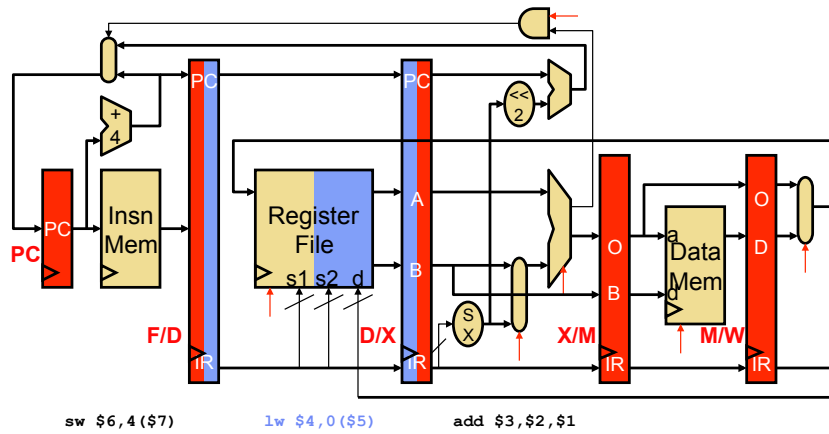 PC
PC
<<
2
+
4
PC
Insn
Mem
PC
Register
File
s1 s2 d
A
B
S
X
O
B
a
Data
Mem
d
O
D
F/D
D/X
X/M
M/W
IR
IR
IR
IR
sw $6,4($7)
lw $4,0($5)
add $3,$2,$1